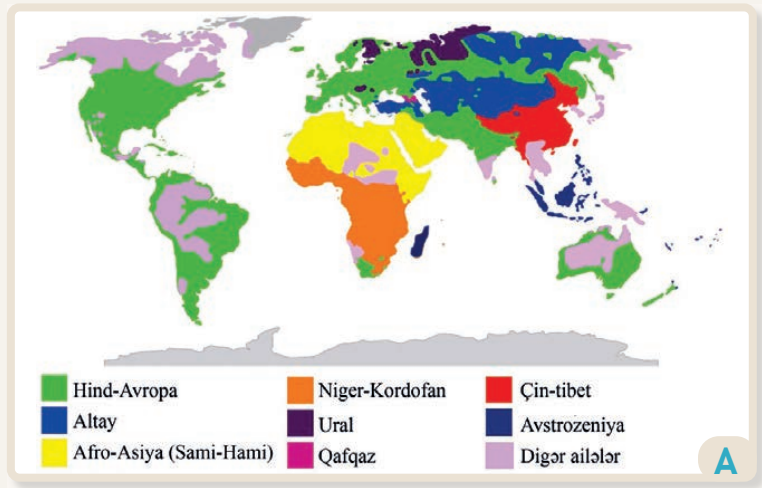 Hind-Avropa
Altay
Afro-Asiya (Sami-Hami)
Niger-Kordofan
Ural
Qafqaz
Çin-tibet
Avstrozeniya
Digər ailələr
A